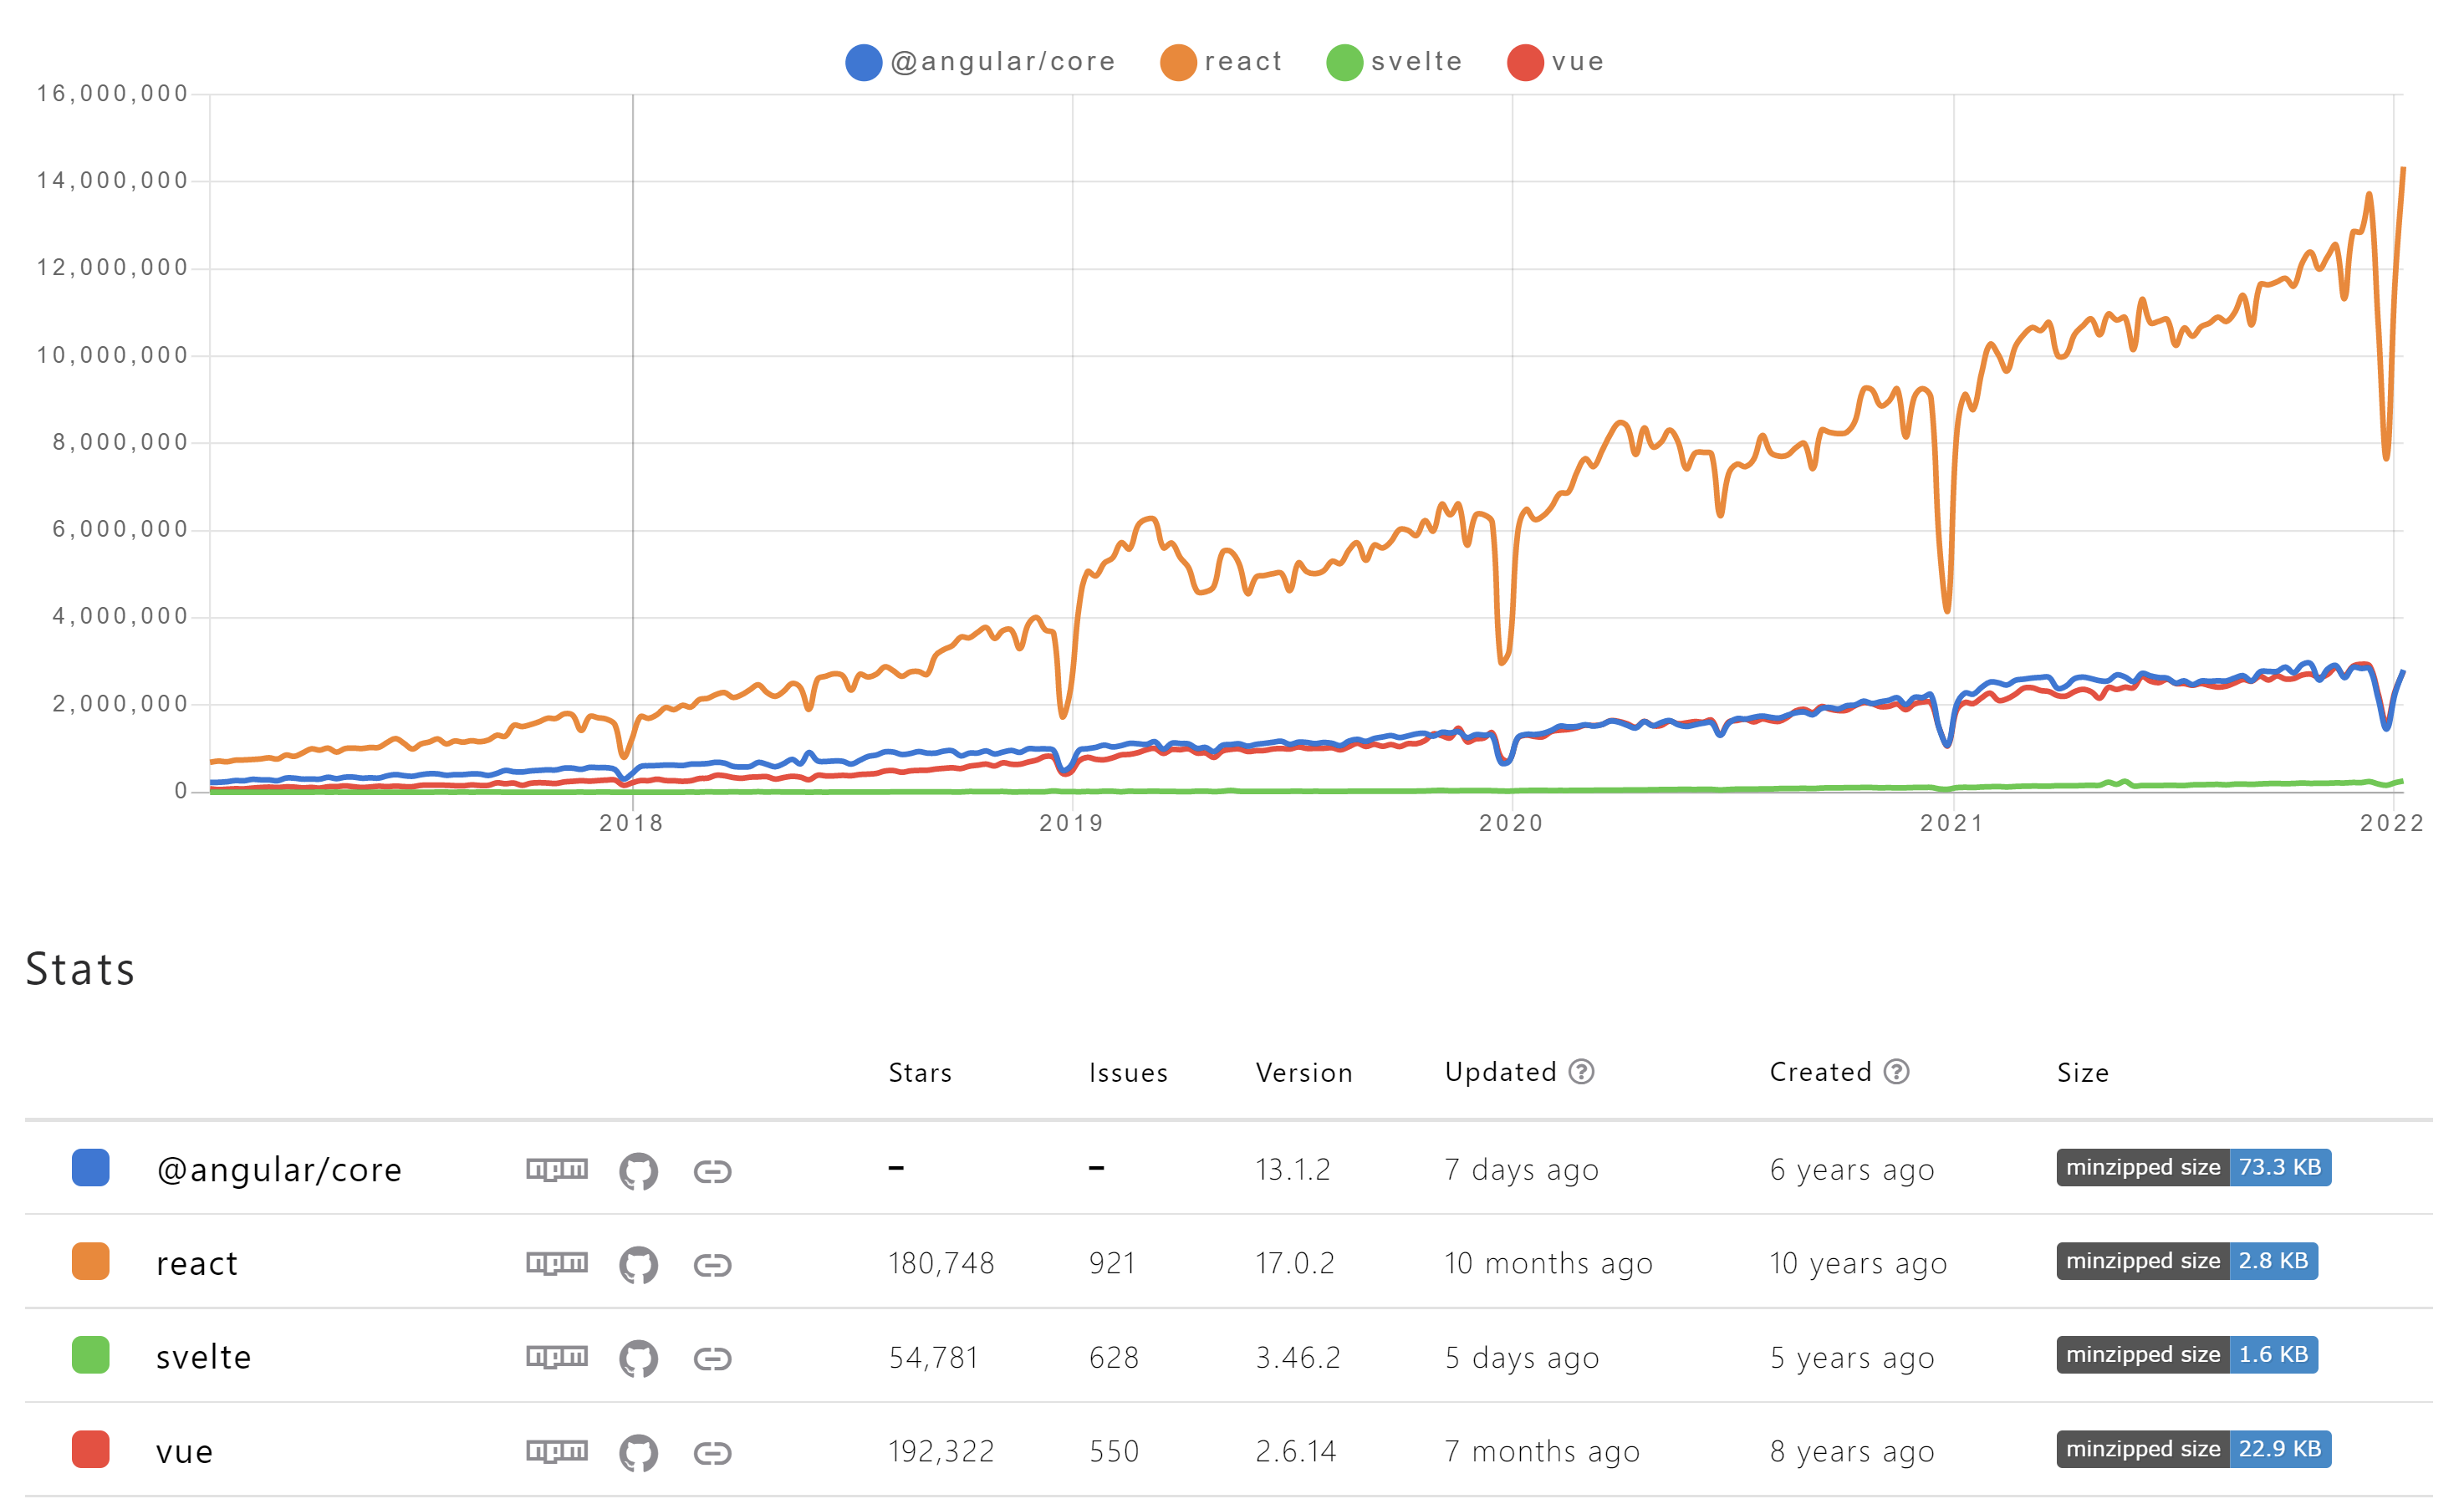 @angular/core react svelte vue
16,000,000
14,000,000
12,000,000
10,000,000
8,000,000
6,000,000
4,000,000
2,000,000
0
2018 2019 2020 2021 2022
Stats
Stars Issues Version Updated ? Created ? Size
@angular/core npm – – 13.1.2 7 days ago 6 years ago minzipped size 73.3 KB
react npm 180,748 921 17.0.2 10 months ago 10 years ago minzipped size 2.8 KB
svelte npm 54,781 628 3.46.2 5 days ago 5 years ago minzipped size 1.6 KB
vue npm 192,322 550 2.6.14 7 months ago 8 years ago minzipped size 22.9 KB